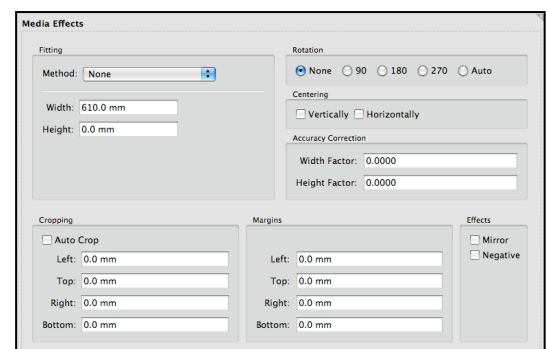 Media Effects
Fitting
Method: None
Width: 610.0 mm
Height: 0.0 mm
Rotation
None 90 180 270 Auto
Centering
Vertically Horizontally
Accuracy Correction
Width Factor: 0.0000
Height Factor: 0.0000
Cropping
Auto Crop
Left: 0.0 mm
Top: 0.0 mm
Right: 0.0 mm
Bottom: 0.0 mm
Margins
Left: 0.0 mm
Top: 0.0 mm
Right: 0.0 mm
Bottom: 0.0 mm
Effects
Mirror
Negative